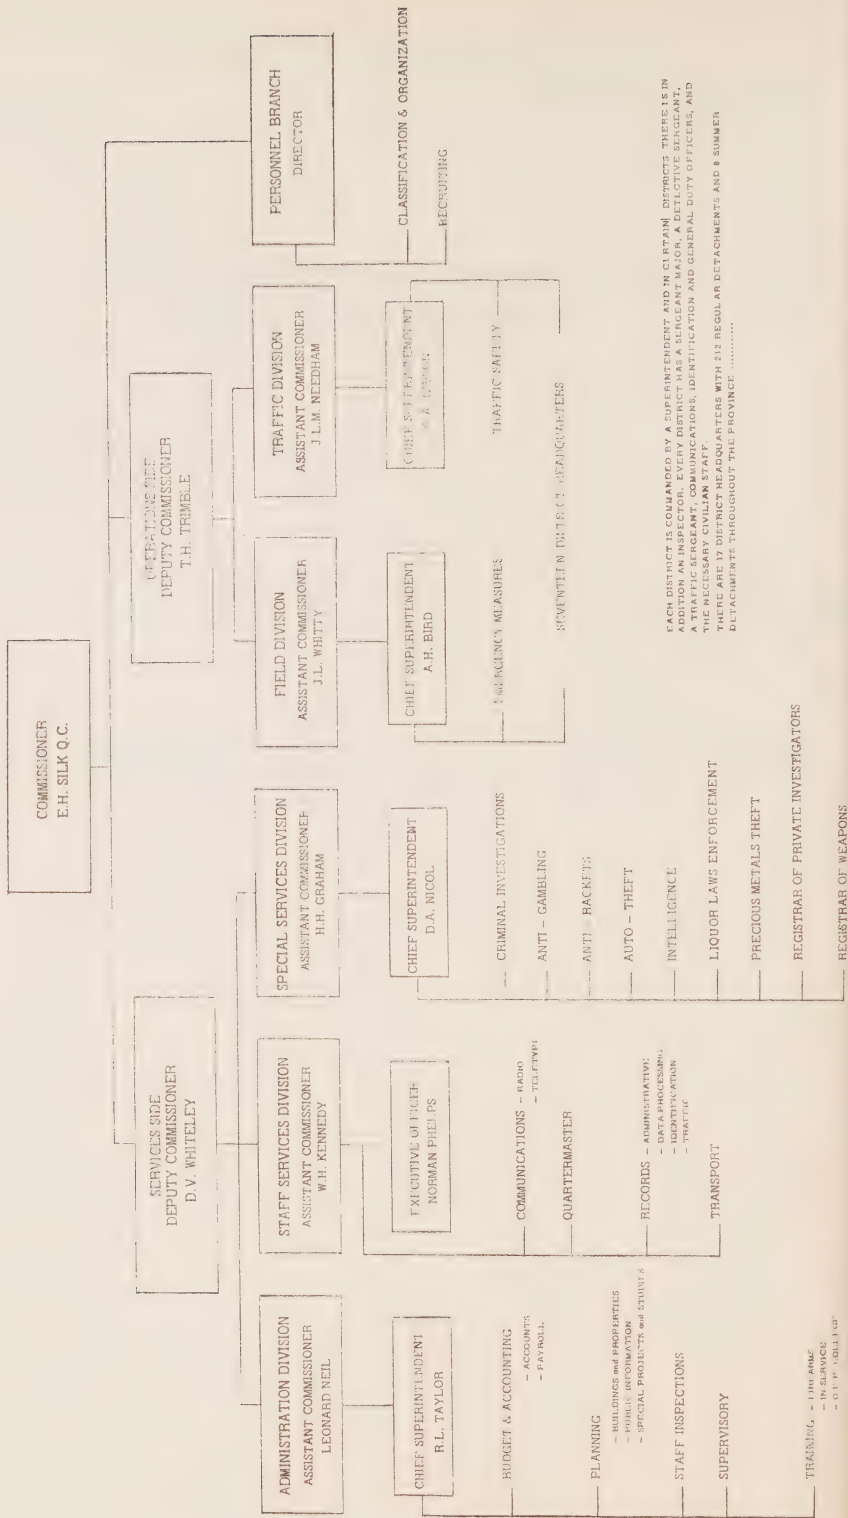 COMMISSIONER
E.H. SILK Q.C.
SERVICES SIDE
DEPUTY COMMISSIONER
D.V. WHITELEY
OPERATIONS SIDE
DEPUTY COMMISSIONER
T.H. TRIMBLE
ADMINISTRATION DIVISION
ASSISTANT COMMISSIONER
LEONARD NEIL
STAFF SERVICES DIVISION
ASSISTANT COMMISSIONER
W.H. KENNEDY
SPECIAL SERVICES DIVISION
ASSISTANT COMMISSIONER
H.H. GRAHAM
FIELD DIVISION
ASSISTANT COMMISSIONER
J.L. WHITTY
TRAFFIC DIVISION
ASSISTANT COMMISSIONER
J L.M. NEEDHAM
PERSONNEL BRANCH
DIRECTOR
CHIEF SUPERINTENDENT
R.L. TAYLOR
EXECUTIVE OFFICER
NORMAN PHELPS
CHIEF SUPERINTENDENT
D.A. NICOL
CHIEF SUPERINTENDENT
A.H. BIRD
CHIEF SUPERINTENDENT
CLASSIFICATION & ORGANIZATION
RECRUITING
BUDGET & ACCOUNTING
- ACCOUNTS
- PAYROLL
PLANNING
- BUILDINGS and PROPERTIES
- PUBLIC INFORMATION
- SPECIAL PROJECTS and STUDIES
STAFF INSPECTIONS
SUPERVISORY
TRAINING - FIREARMS
- IN SERVICE
- O P P COLLEGE
COMMUNICATIONS - RADIO
- TELETYPE
QUARTERMASTER
RECORDS - ADMINISTRATIVE
- DATA PROCESSING
- IDENTIFICATION
- TRAFFIC
TRANSPORT
CRIMINAL INVESTIGATIONS
ANTI - GAMBLING
ANTI - RACKETS
AUTO - THEFT
INTELLIGENCE
LIQUOR LAWS ENFORCEMENT
PRECIOUS METALS THEFT
REGISTRAR OF PRIVATE INVESTIGATORS
REGISTRAR OF WEAPONS
EMERGENCY MEASURES
TRAFFIC SAFETY
SEVENTEEN DISTRICT HEADQUARTERS
EACH DISTRICT IS COMMANDED BY A SUPERINTENDENT AND IN CERTAIN DISTRICTS THERE IS IN
ADDITION AN INSPECTOR. EVERY DISTRICT HAS A SERGEANT MAJOR, A DETECTIVE SERGEANT,
A TRAFFIC SERGEANT, COMMUNICATIONS, IDENTIFICATION AND GENERAL DUTY OFFICERS, AND
THE NECESSARY CIVILIAN STAFF.
THERE ARE 17 DISTRICT HEADQUARTERS WITH 212 REGULAR DETACHMENTS AND 8 SUMMER
DETACHMENTS THROUGHOUT THE PROVINCE ............